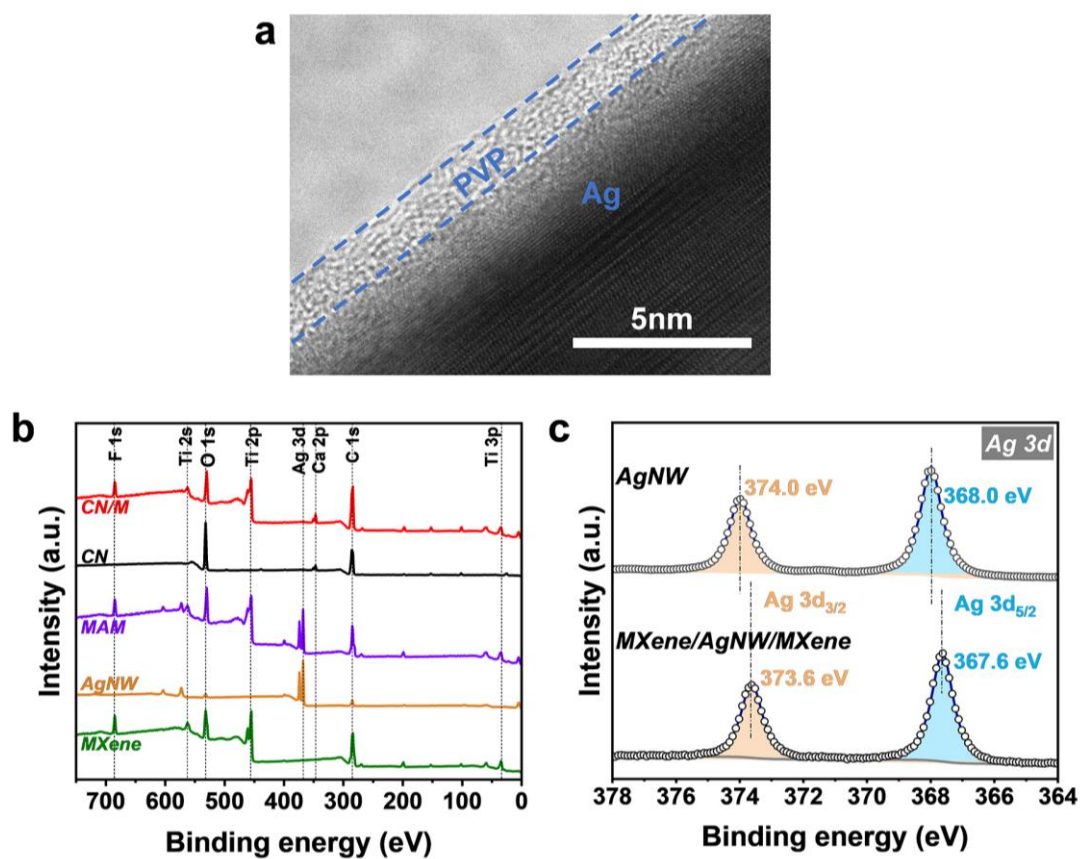 a
PVP
Ag
5nm
b
F 1s
Ti 2s
O 1s
Ti 2p
Ag 3d
Ca 2p
C 1s
Ti 3p
CN/M
CN
MAM
AgNW
MXene
Intensity (a.u.)
700 600 500 400 300 200 100 0
Binding energy (eV)
c
Ag 3d
AgNW
374.0 eV
368.0 eV
Ag 3d3/2
Ag 3d5/2
MXene/AgNW/MXene
373.6 eV
367.6 eV
Intensity (a.u.)
378 376 374 372 370 368 366 364
Binding energy (eV)